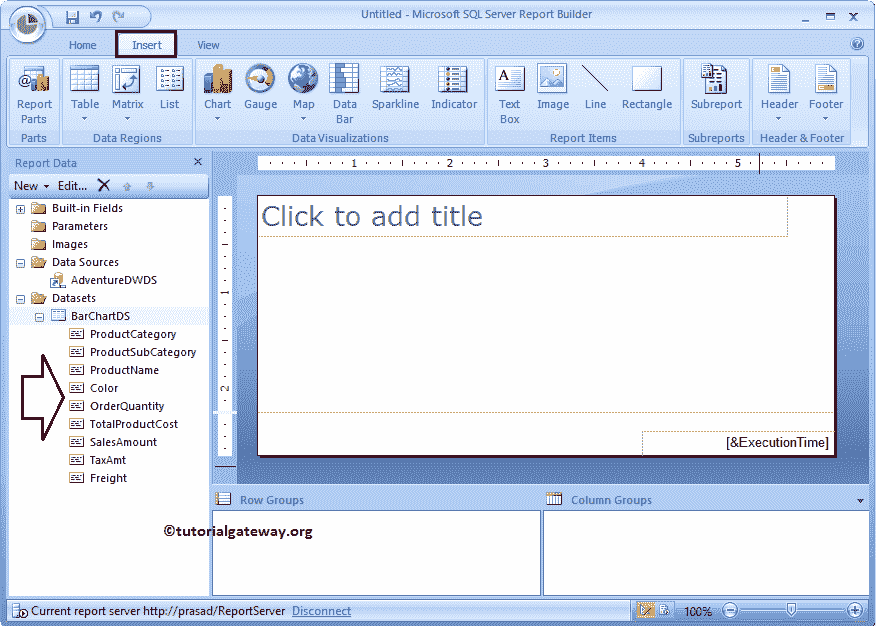 Untitled - Microsoft SQL Server Report Builder
Home Insert View
Report Parts Table Matrix List Chart Gauge Map Data Bar Sparkline Indicator Text Box Image Line Rectangle Subreport Header Footer
Parts Data Regions Data Visualizations Report Items Subreports Header & Footer
Report Data
New Edit...
Built-in Fields
Parameters
Images
Data Sources
AdventureDWDS
Datasets
BarChartDS
ProductCategory
ProductSubCategory
ProductName
Color
OrderQuantity
TotalProductCost
SalesAmount
TaxAmt
Freight
1 2 3 4 5
Click to add title
1
2
[&ExecutionTime]
Row Groups Column Groups
©tutorialgateway.org
Current report server http://prasad/ReportServer Disconnect 100%